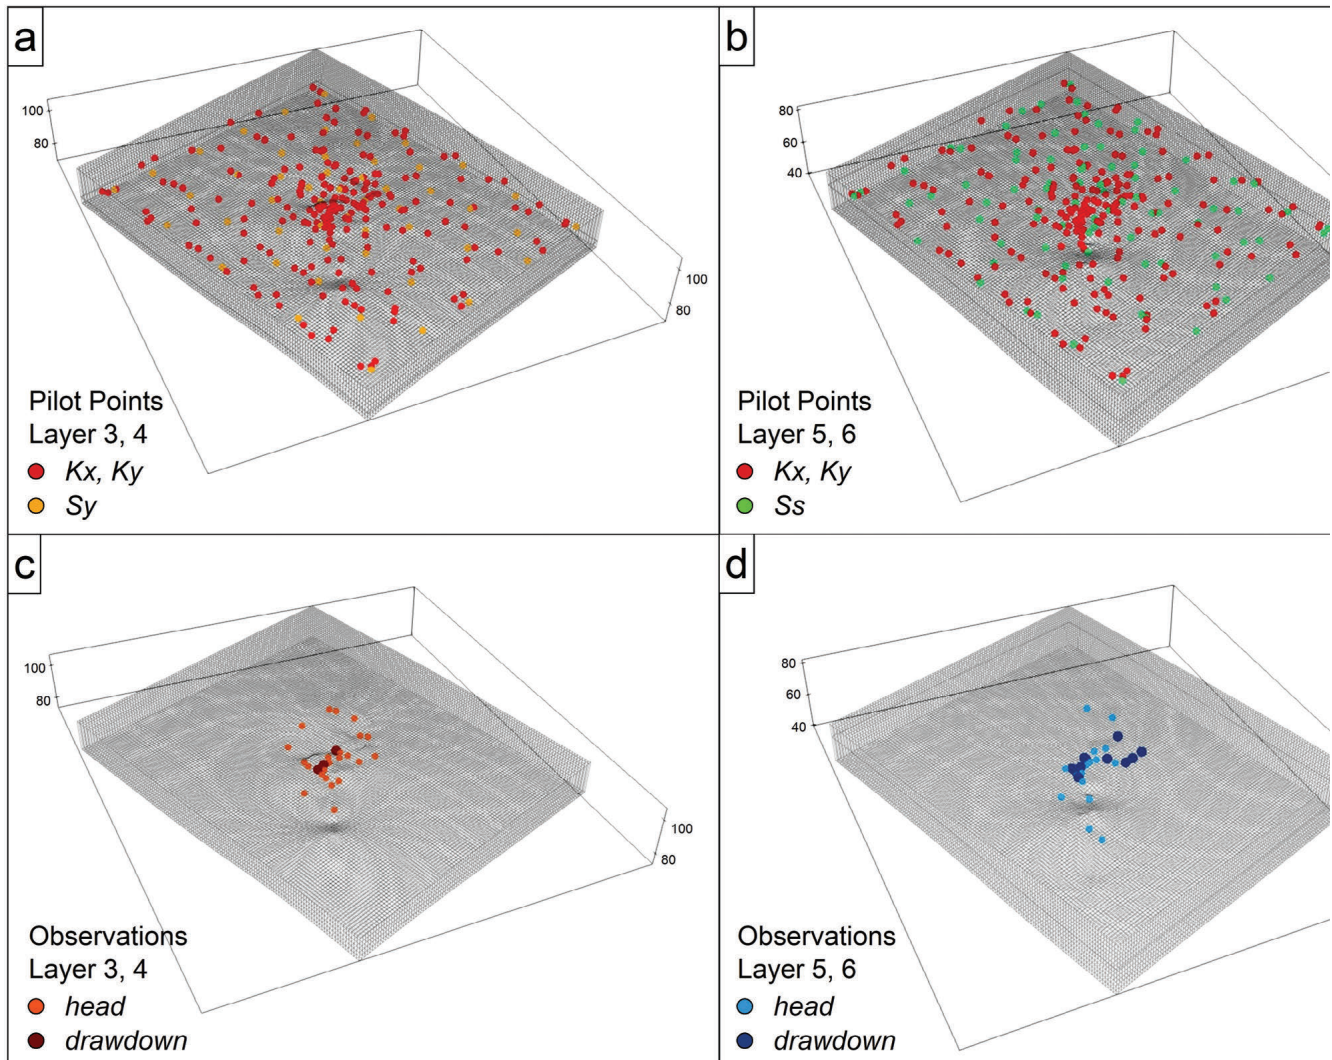 a
100
80
100
80
Pilot Points
Layer 3, 4
Kx, Ky
Sy
b
80
60
40
Pilot Points
Layer 5, 6
Kx, Ky
Ss
c
100
80
100
80
Observations
Layer 3, 4
head
drawdown
d
80
60
40
Observations
Layer 5, 6
head
drawdown